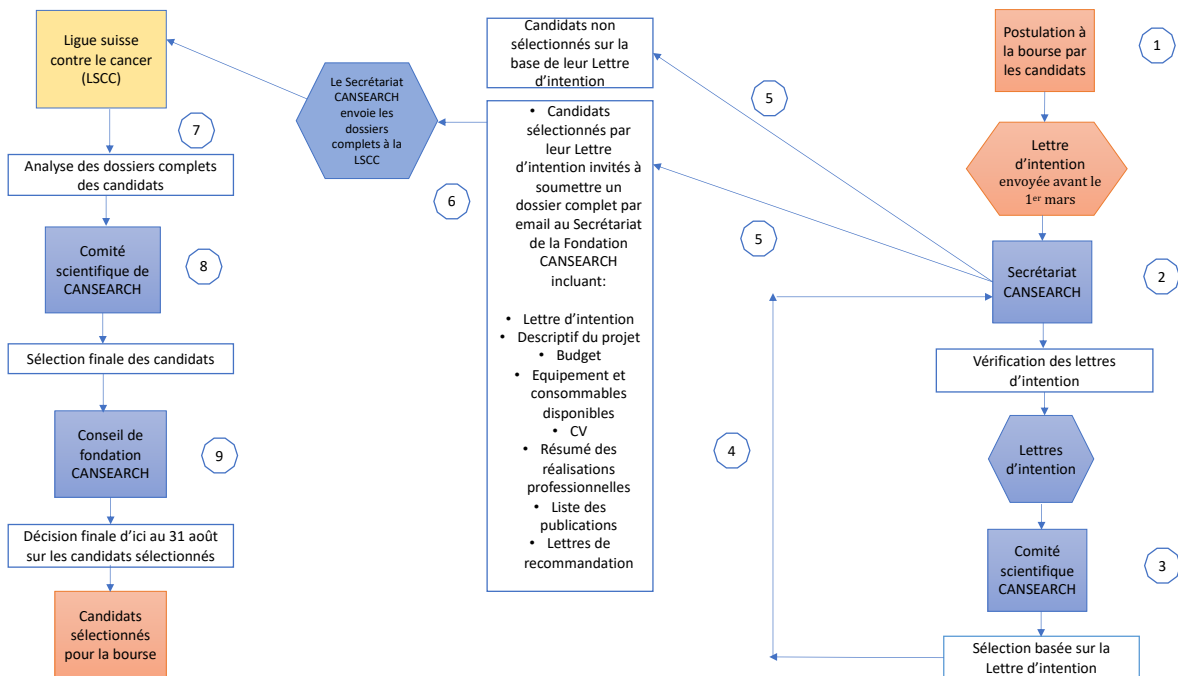 Postulation à
la bourse par
les candidats
1
Lettre
d’intention
envoyée avant le
1er mars
Secrétariat
CANSEARCH
2
Vérification des lettres
d’intention
Lettres
d’intention
Comité
scientifique
CANSEARCH
3
Sélection basée sur la
Lettre d’intention
4
5
Candidats non
sélectionnés sur la
base de leur Lettre
d’intention
5
• Candidats
sélectionnés par
leur Lettre
d’intention invités à
soumettre un
dossier complet par
email au Secrétariat
de la Fondation
CANSEARCH
incluant:
• Lettre d’intention
• Descriptif du projet
• Budget
• Equipement et
consommables
disponibles
• CV
• Résumé des
réalisations
professionnelles
• Liste des
publications
• Lettres de
recommandation
6
Le Secrétariat
CANSEARCH
envoie les
dossiers
complets à la
LSCC
Ligue suisse
contre le cancer
(LSCC)
7
Analyse des dossiers complets
des candidats
Comité
scientifique de
CANSEARCH
8
Sélection finale des candidats
Conseil de
fondation
CANSEARCH
9
Décision finale d’ici au 31 août
sur les candidats sélectionnés
Candidats
sélectionnés
pour la bourse